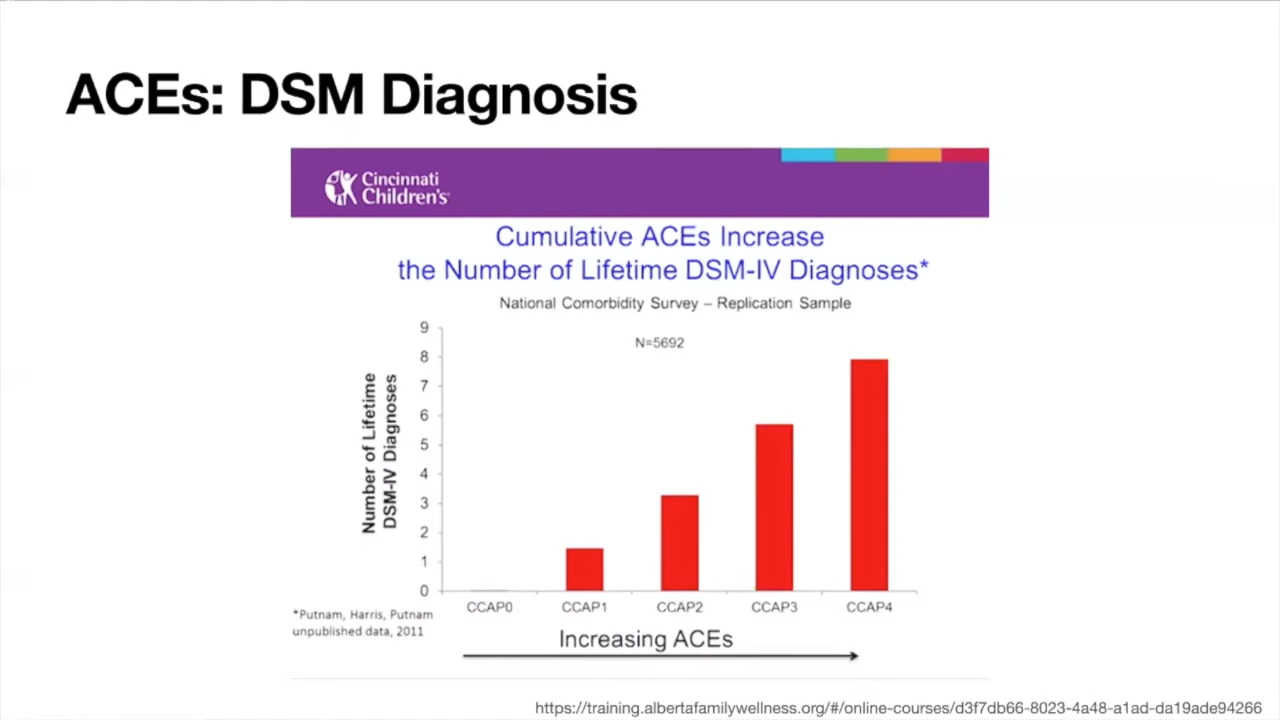 ACEs: DSM Diagnosis
Cincinnati
Children's
Cumulative ACEs Increase
the Number of Lifetime DSM-IV Diagnoses*
National Comorbidity Survey – Replication Sample
N=5692
Number of Lifetime
DSM-IV Diagnoses
9
8
7
6
5
4
3
2
1
0
CCAP0 CCAP1 CCAP2 CCAP3 CCAP4
Increasing ACEs
*Putnam, Harris, Putnam
unpublished data, 2011
https://training.albertafamilywellness.org/#/online-courses/d3f7db66-8023-4a48-a1ad-da19ade94266